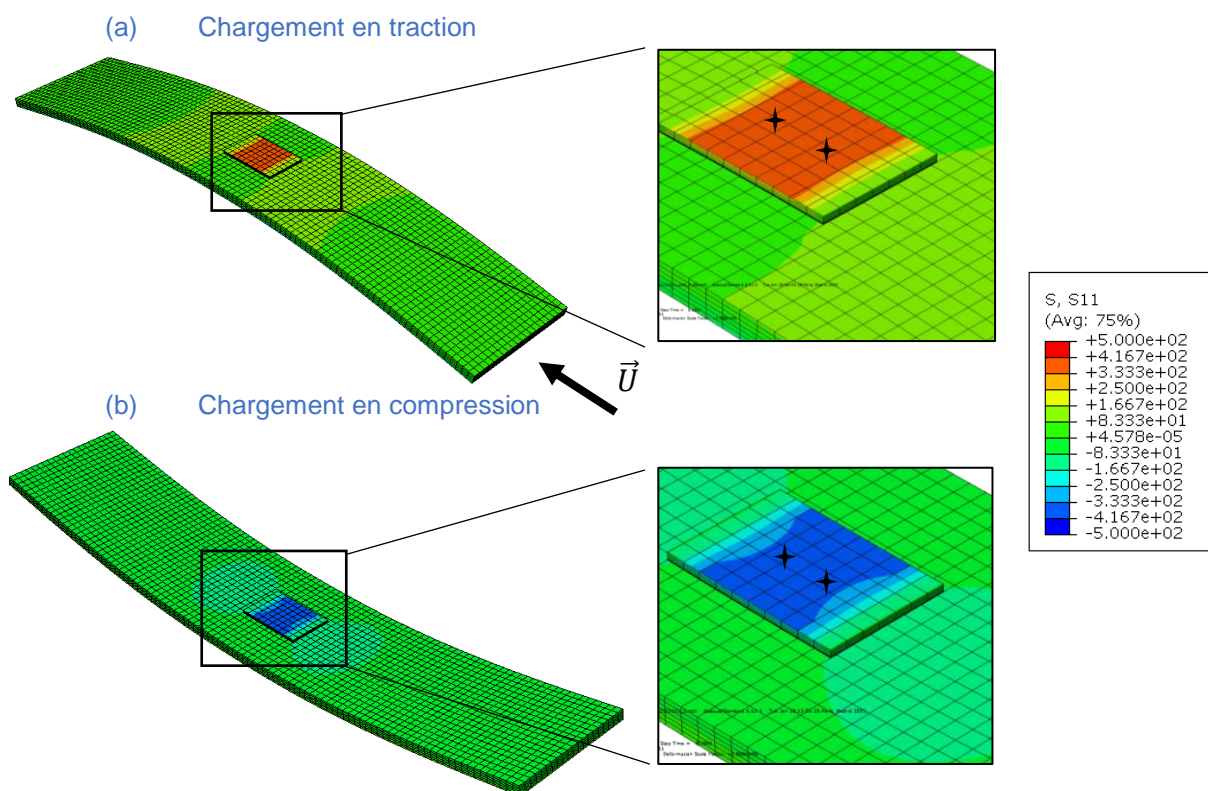 (a) Chargement en traction
U
(b) Chargement en compression
S, S11
(Avg: 75%)
+5.000e+02
+4.167e+02
+3.333e+02
+2.500e+02
+1.667e+02
+8.333e+01
+4.578e-05
-8.333e+01
-1.667e+02
-2.500e+02
-3.333e+02
-4.167e+02
-5.000e+02